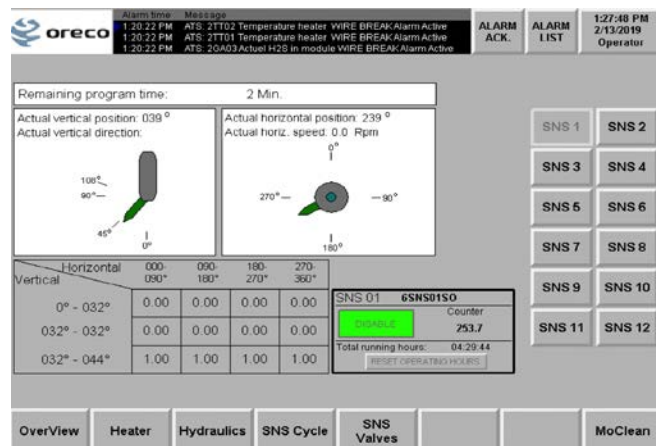 oreco
Alarm time Message
1:20:22 PM ATS: 2TT02 Temperature heater WIRE BREAK Alarm Active
1:20:22 PM ATS: 2TT01 Temperature heater WIRE BREAK Alarm Active
1:20:22 PM ATS: 2GA03 Actuel H2S in module WIRE BREAK Alarm Active
ALARM ACK.
ALARM LIST
1:27:48 PM
2/13/2019
Operator
Remaining program time: 2 Min.
Actual vertical position: 039 °
Actual vertical direction:
108°
90°
45°
0°
Actual horizontal position: 239 °
Actual horiz. speed: 0.0 Rpm
0°
270° 90°
180°
SNS 1 SNS 2
SNS 3 SNS 4
SNS 5 SNS 6
SNS 7 SNS 8
SNS 9 SNS 10
SNS 11 SNS 12
Horizontal 000-090° 090-180° 180-270° 270-360°
Vertical
0° - 032° 0.00 0.00 0.00 0.00
032° - 032° 0.00 0.00 0.00 0.00
032° - 044° 1.00 1.00 1.00 1.00
SNS 01 6SNS01SO
DISABLE
Counter
253.7
Total running hours: 04:29:44
RESET OPERATING HOURS
OverView Heater Hydraulics SNS Cycle SNS Valves MoClean